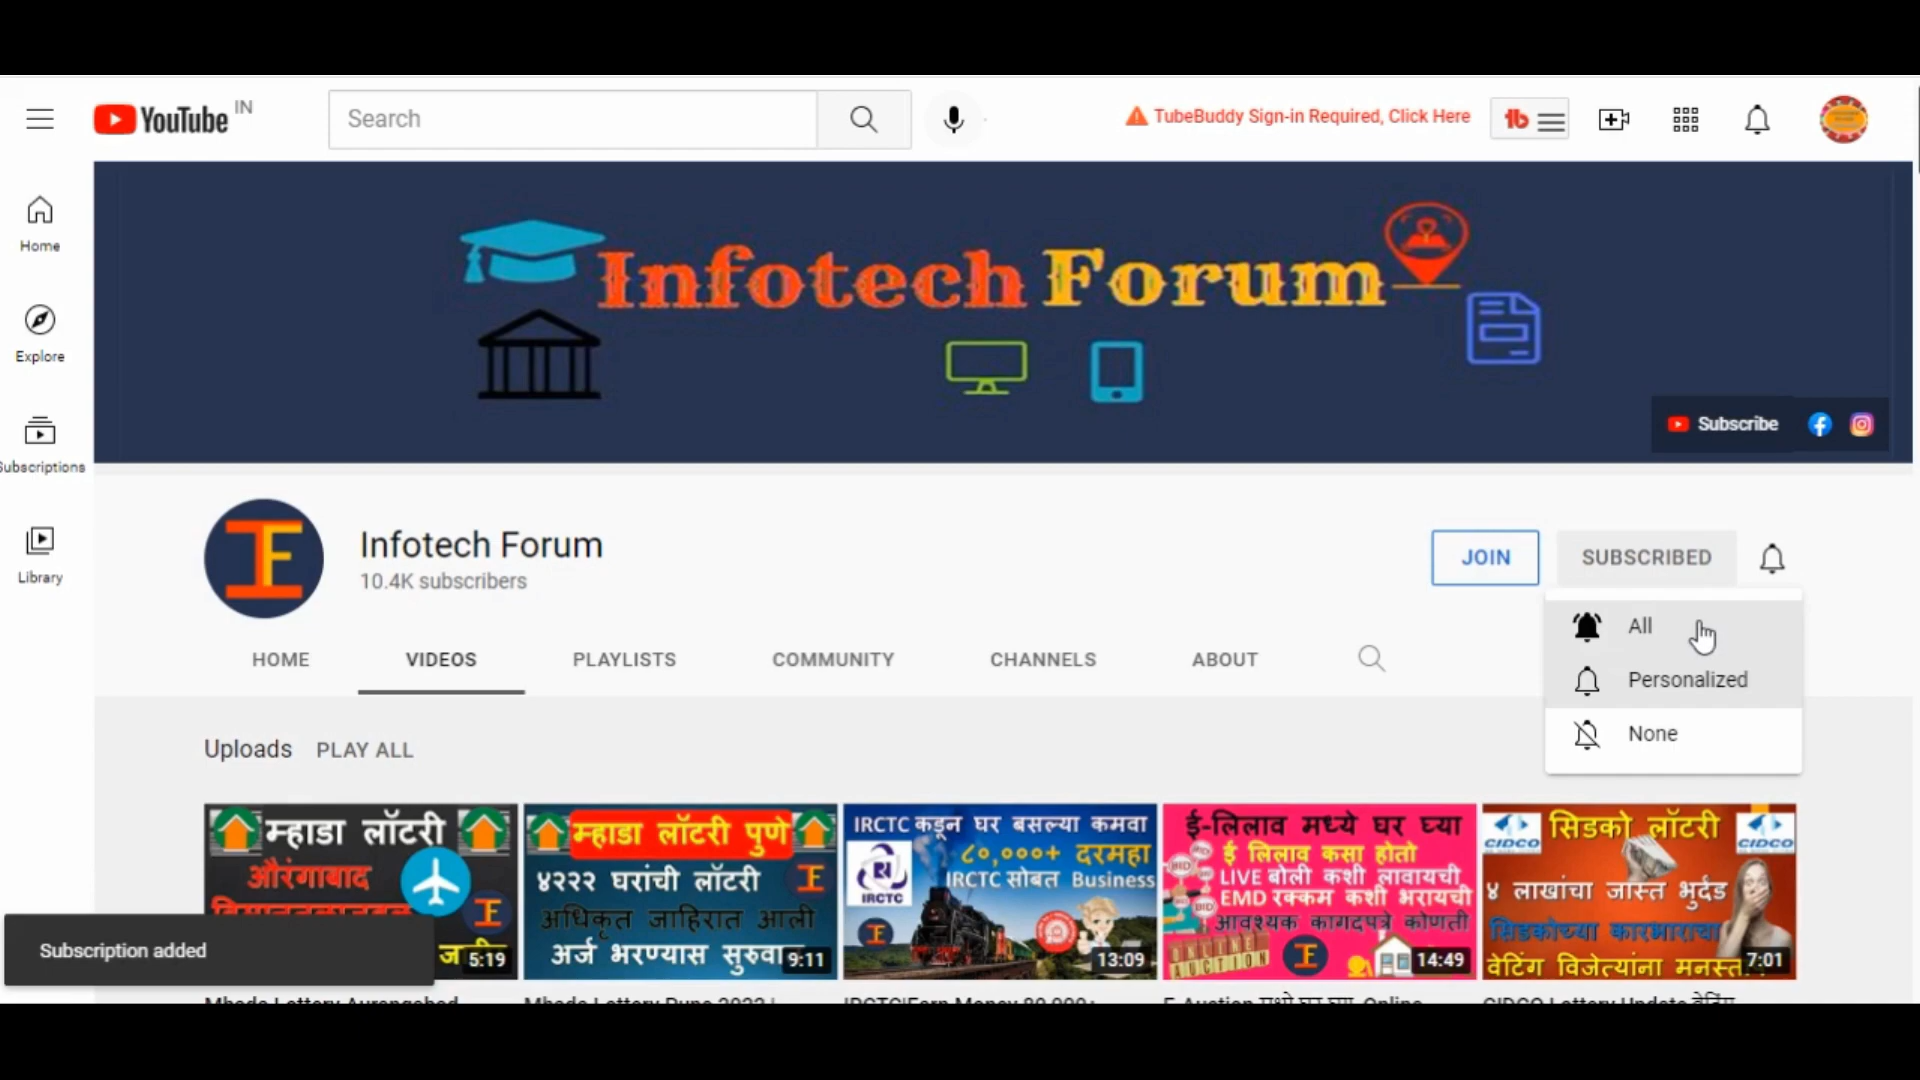 YouTube IN
Search
TubeBuddy Sign-in Required, Click Here
Home
Explore
Subscriptions
Library
Infotech Forum
Subscribe
Infotech Forum
10.4K subscribers
JOIN
SUBSCRIBED
All
Personalized
None
HOME
VIDEOS
PLAYLISTS
COMMUNITY
CHANNELS
ABOUT
Uploads PLAY ALL
म्हाडा लॉटरी
औरंगाबाद
5:19
म्हाडा लॉटरी पुणे
४२२२ घरांची लॉटरी
अधिकृत जाहिरात आली
अर्ज भरण्यास सुरुवात
9:11
IRCTC कडून घर बसल्या कमवा
८०,०००+ दरमहा
IRCTC सोबत Business
IRCTC
13:09
ई-लिलाव मध्ये घर घ्या
ई लिलाव कसा होतो
LIVE बोली कशी लावायची
EMD रक्कम कशी भरायची
आवश्यक कागदपत्रे कोणती
ONLINE
AUCTION
14:49
सिडको लॉटरी
CIDCO
CIDCO
४ लाखांचा जास्त भुर्दंड
सिडकोच्या कारभाराचा
वेटिंग विजेत्यांना
7:01
Subscription added